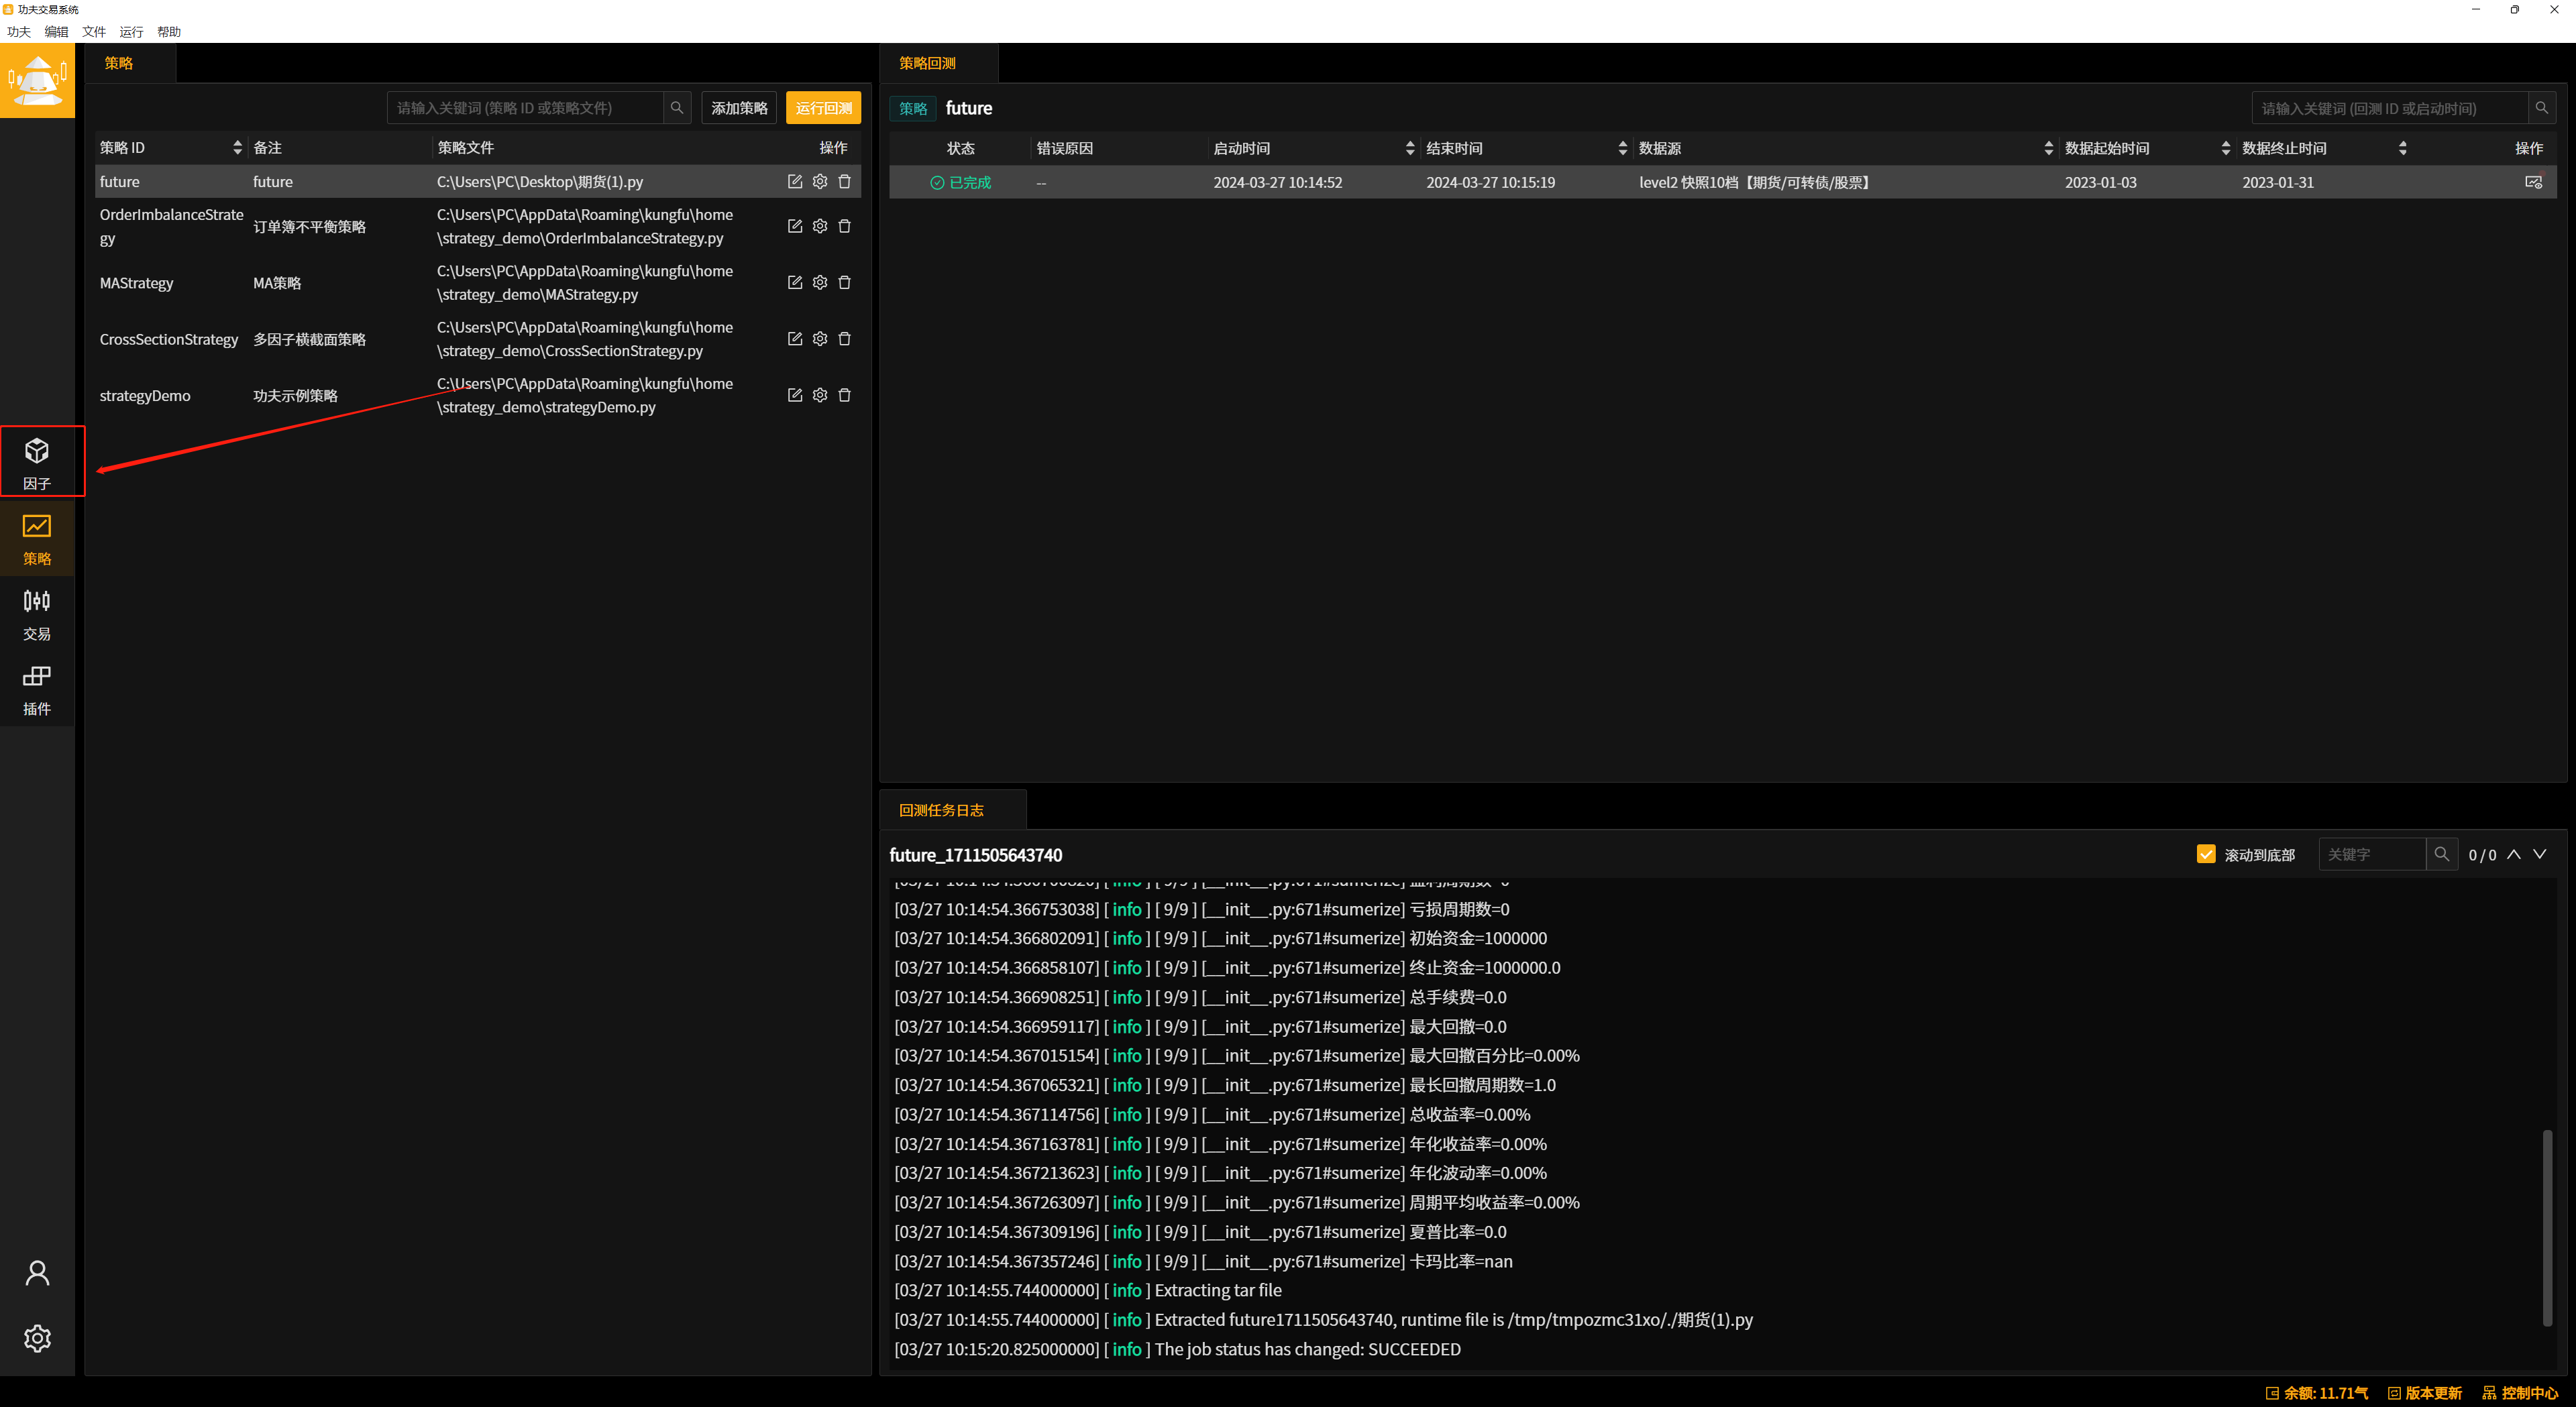 功夫交易系统
功夫 编辑 文件 运行 帮助
策略
请输入关键词 (策略 ID 或策略文件) 添加策略 运行回测
策略 ID 备注 策略文件 操作
future future C:\Users\PC\Desktop\期货(1).py
OrderImbalanceStrate
gy
订单簿不平衡策略
C:\Users\PC\AppData\Roaming\kungfu\home
\strategy_demo\OrderImbalanceStrategy.py
MAStrategy MA策略
C:\Users\PC\AppData\Roaming\kungfu\home
\strategy_demo\MAStrategy.py
CrossSectionStrategy 多因子横截面策略
C:\Users\PC\AppData\Roaming\kungfu\home
\strategy_demo\CrossSectionStrategy.py
strategyDemo 功夫示例策略
C:\Users\PC\AppData\Roaming\kungfu\home
\strategy_demo\strategyDemo.py
因子
策略
交易
插件
策略回测
策略 future 请输入关键词 (回测 ID 或启动时间)
状态 错误原因 启动时间 结束时间 数据源 数据起始时间 数据终止时间 操作
已完成 -- 2024-03-27 10:14:52 2024-03-27 10:15:19 level2 快照10档【期货/可转债/股票】 2023-01-03 2023-01-31
回测任务日志
future_1711505643740 滚动到底部 关键字 0 / 0
[03/27 10:14:54.366753038] [ info ] [ 9/9 ] [__init__.py:671#sumerize] 亏损周期数=0
[03/27 10:14:54.366802091] [ info ] [ 9/9 ] [__init__.py:671#sumerize] 初始资金=1000000
[03/27 10:14:54.366858107] [ info ] [ 9/9 ] [__init__.py:671#sumerize] 终止资金=1000000.0
[03/27 10:14:54.366908251] [ info ] [ 9/9 ] [__init__.py:671#sumerize] 总手续费=0.0
[03/27 10:14:54.366959117] [ info ] [ 9/9 ] [__init__.py:671#sumerize] 最大回撤=0.0
[03/27 10:14:54.367015154] [ info ] [ 9/9 ] [__init__.py:671#sumerize] 最大回撤百分比=0.00%
[03/27 10:14:54.367065321] [ info ] [ 9/9 ] [__init__.py:671#sumerize] 最长回撤周期数=1.0
[03/27 10:14:54.367114756] [ info ] [ 9/9 ] [__init__.py:671#sumerize] 总收益率=0.00%
[03/27 10:14:54.367163781] [ info ] [ 9/9 ] [__init__.py:671#sumerize] 年化收益率=0.00%
[03/27 10:14:54.367213623] [ info ] [ 9/9 ] [__init__.py:671#sumerize] 年化波动率=0.00%
[03/27 10:14:54.367263097] [ info ] [ 9/9 ] [__init__.py:671#sumerize] 周期平均收益率=0.00%
[03/27 10:14:54.367309196] [ info ] [ 9/9 ] [__init__.py:671#sumerize] 夏普比率=0.0
[03/27 10:14:54.367357246] [ info ] [ 9/9 ] [__init__.py:671#sumerize] 卡玛比率=nan
[03/27 10:14:55.744000000] [ info ] Extracting tar file
[03/27 10:14:55.744000000] [ info ] Extracted future1711505643740, runtime file is /tmp/tmpozmc31xo/./期货(1).py
[03/27 10:15:20.825000000] [ info ] The job status has changed: SUCCEEDED
余额: 11.71气 版本更新 控制中心